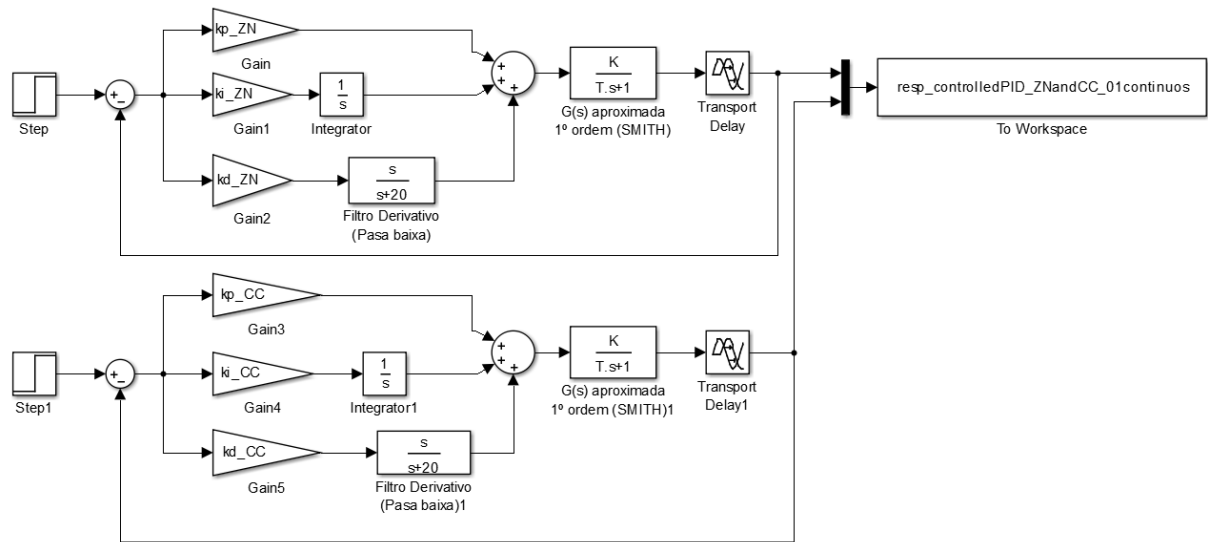 kp_ZN
Gain
Step
+
−
ki_ZN
Gain1
1
s
Integrator
kd_ZN
Gain2
s
s+20
Filtro Derivativo
(Pasa baixa)
+
+
+
K
T.s+1
G(s) aproximada
1º ordem (SMITH)
Transport
Delay
resp_controlledPID_ZNandCC_01continuos
To Workspace
kp_CC
Gain3
Step1
+
−
ki_CC
Gain4
1
s
Integrator1
kd_CC
Gain5
s
s+20
Filtro Derivativo
(Pasa baixa)1
+
+
+
K
T.s+1
G(s) aproximada
1º ordem (SMITH)1
Transport
Delay1